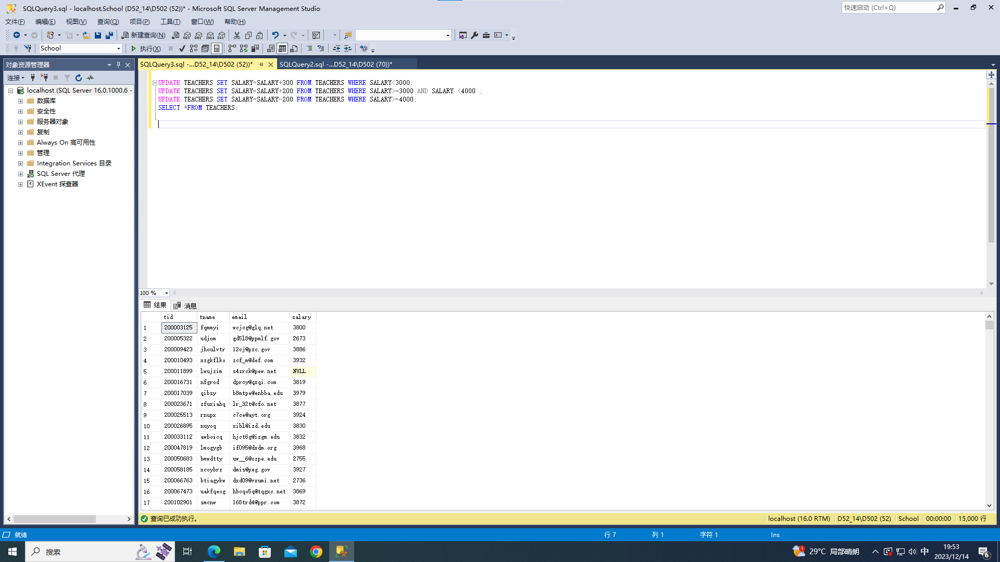 SQLQuery3.sql - localhost.School (D52_14\D502 (52))* - Microsoft SQL Server Management Studio
快速启动 (Ctrl+Q)
文件(F) 编辑(E) 视图(V) 查询(Q) 项目(P) 工具(T) 窗口(W) 帮助(H)
新建查询(N) MDX DMX XMLA DAX
School 执行(X)
对象资源管理器
SQLQuery3.sql -...D52_14\D502 (52))* SQLQuery2.sql -...D52_14\D502 (70))*
连接
localhost (SQL Server 16.0.1000.6 -
数据库
安全性
服务器对象
复制
Always On 高可用性
管理
Integration Services 目录
SQL Server 代理
XEvent 探查器
UPDATE TEACHERS SET SALARY=SALARY+300 FROM TEACHERS WHERE SALARY<3000;
UPDATE TEACHERS SET SALARY=SALARY+200 FROM TEACHERS WHERE SALARY>=3000 AND SALARY <4000 ;
UPDATE TEACHERS SET SALARY=SALARY-200 FROM TEACHERS WHERE SALARY>=4000;
SELECT *FROM TEACHERS;
100 %
结果 消息
tid tname email salary
1 200003125 fqmmyi wcjcg@glq.net 3800
2 200005322 udjom gd5l8@ppmlf.gov 2673
3 200009423 jhoulvtr 12cj@pzc.gov 3886
4 200010493 xzgkflko zcf_m@def.com 3932
5 200011899 lwujzim s4zrck@pew.net NULL
6 200016731 nfgrod dprcy@qxqi.com 3819
7 200017039 qibsy b8mtpe@enbba.edu 3979
8 200023671 zfuxiahq lr_32t@cfo.net 3877
9 200025513 rnupx c7ce@ayt.org 3924
10 200026895 nuyoq xibl@izd.edu 3830
11 200033112 awboicq hjct6g@izgm.edu 3832
12 200047819 lmogygb if095@dxdm.org 3968
13 200050683 bmwdtty uw__6@ozpe.edu 2755
14 200058185 xcoybrz dmis@peg.gov 3927
15 200066763 btiagykw dxd09@vxumi.net 2736
16 200067473 uakfqeog hbcqo5q@tqgxc.net 3869
17 200102901 smcnw 168trd4@ppr.com 3872
查询已成功执行。 localhost (16.0 RTM) D52_14\D502 (52) School 00:00:00 15,000 行
就绪 行 7 列 1 字符 1 Ins
搜索 1 29°C 局部晴朗 中 19:53
2023/12/14 6